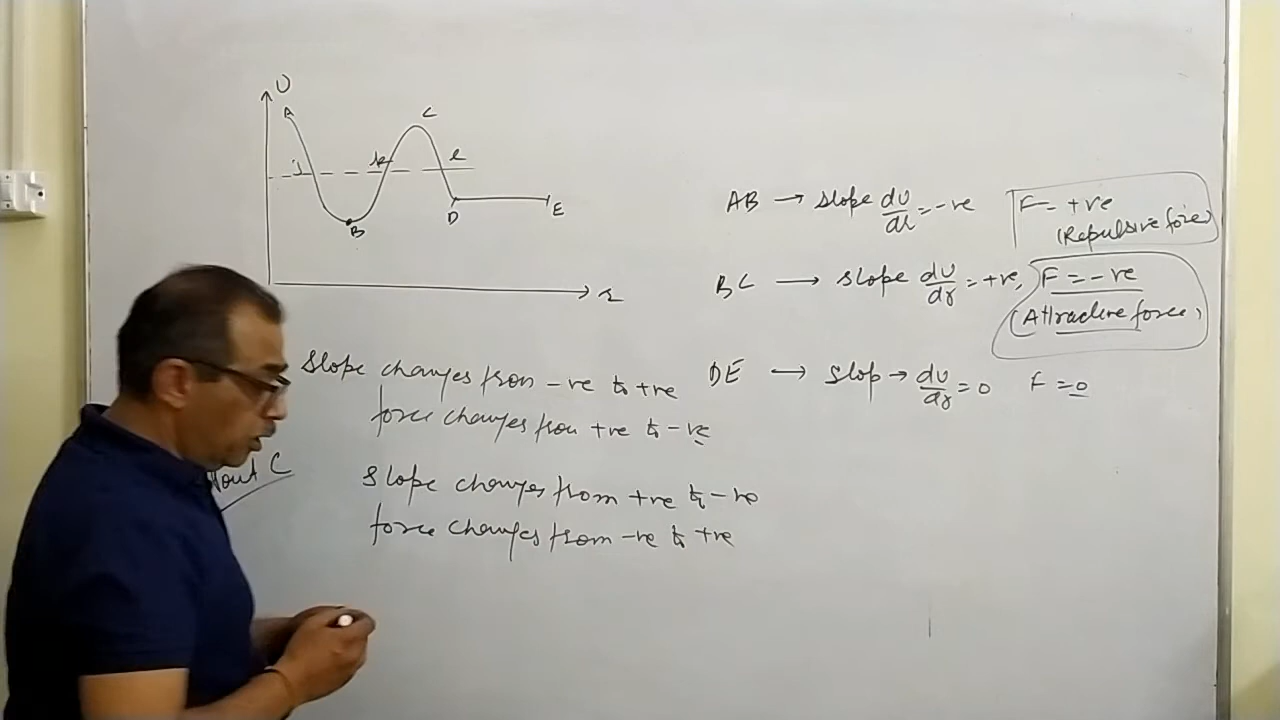 U
A
C
j
k
l
B
D
E
r
AB → slope dU/dr = -ve F = +ve
(Repulsive force)
BC → slope dU/dr = +ve, F = -ve
(Attractive force)
DE → slop → dU/dr = 0 F = 0
Slope changes from -ve to +ve
force changes from +ve to -ve
about C
slope changes from +ve to -ve
force changes from -ve to +ve